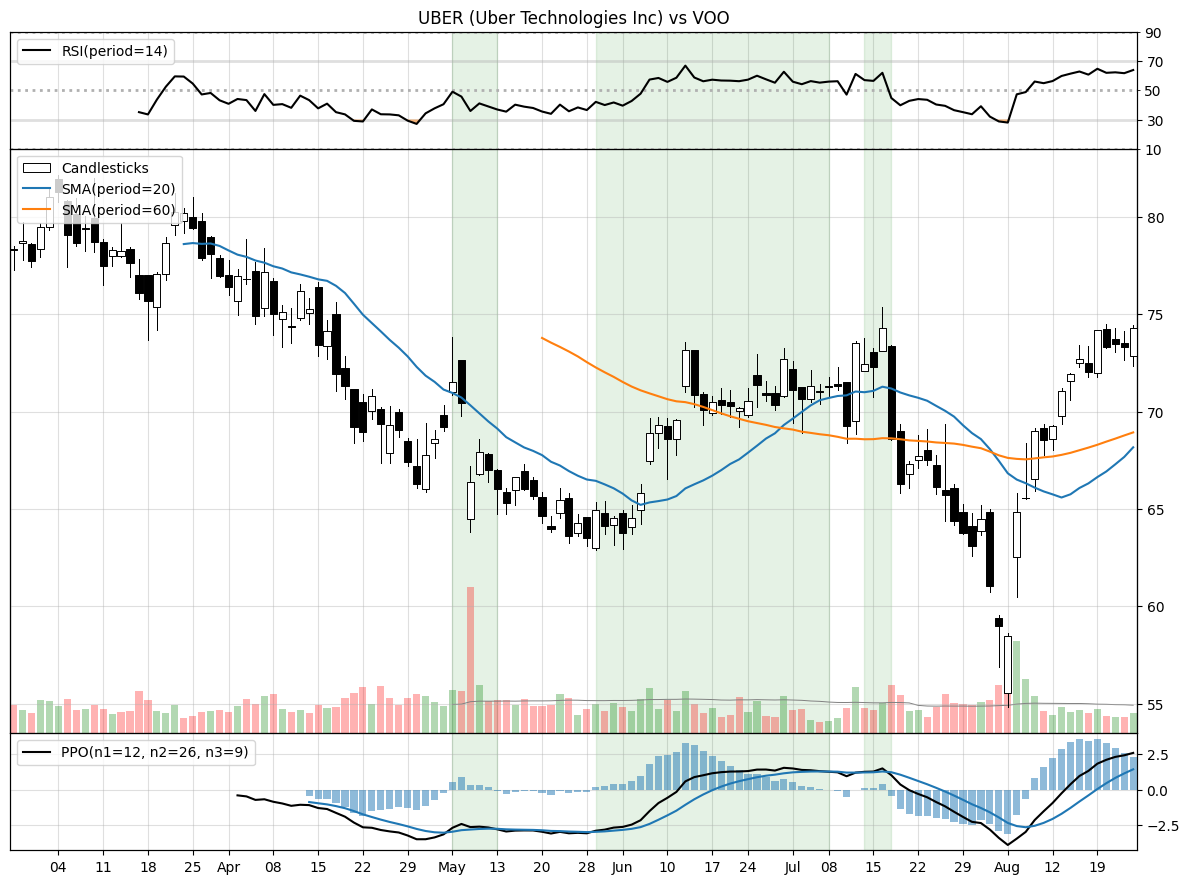 UBER (Uber Technologies Inc) vs VOO
RSI(period=14)
90
70
50
30
10
Candlesticks
SMA(period=20)
SMA(period=60)
80
75
70
65
60
55
PPO(n1=12, n2=26, n3=9)
2.5
0.0
−2.5
04 11 18 25 Apr 08 15 22 29 May 13 20 28 Jun 10 17 24 Jul 08 15 22 29 Aug 12 19